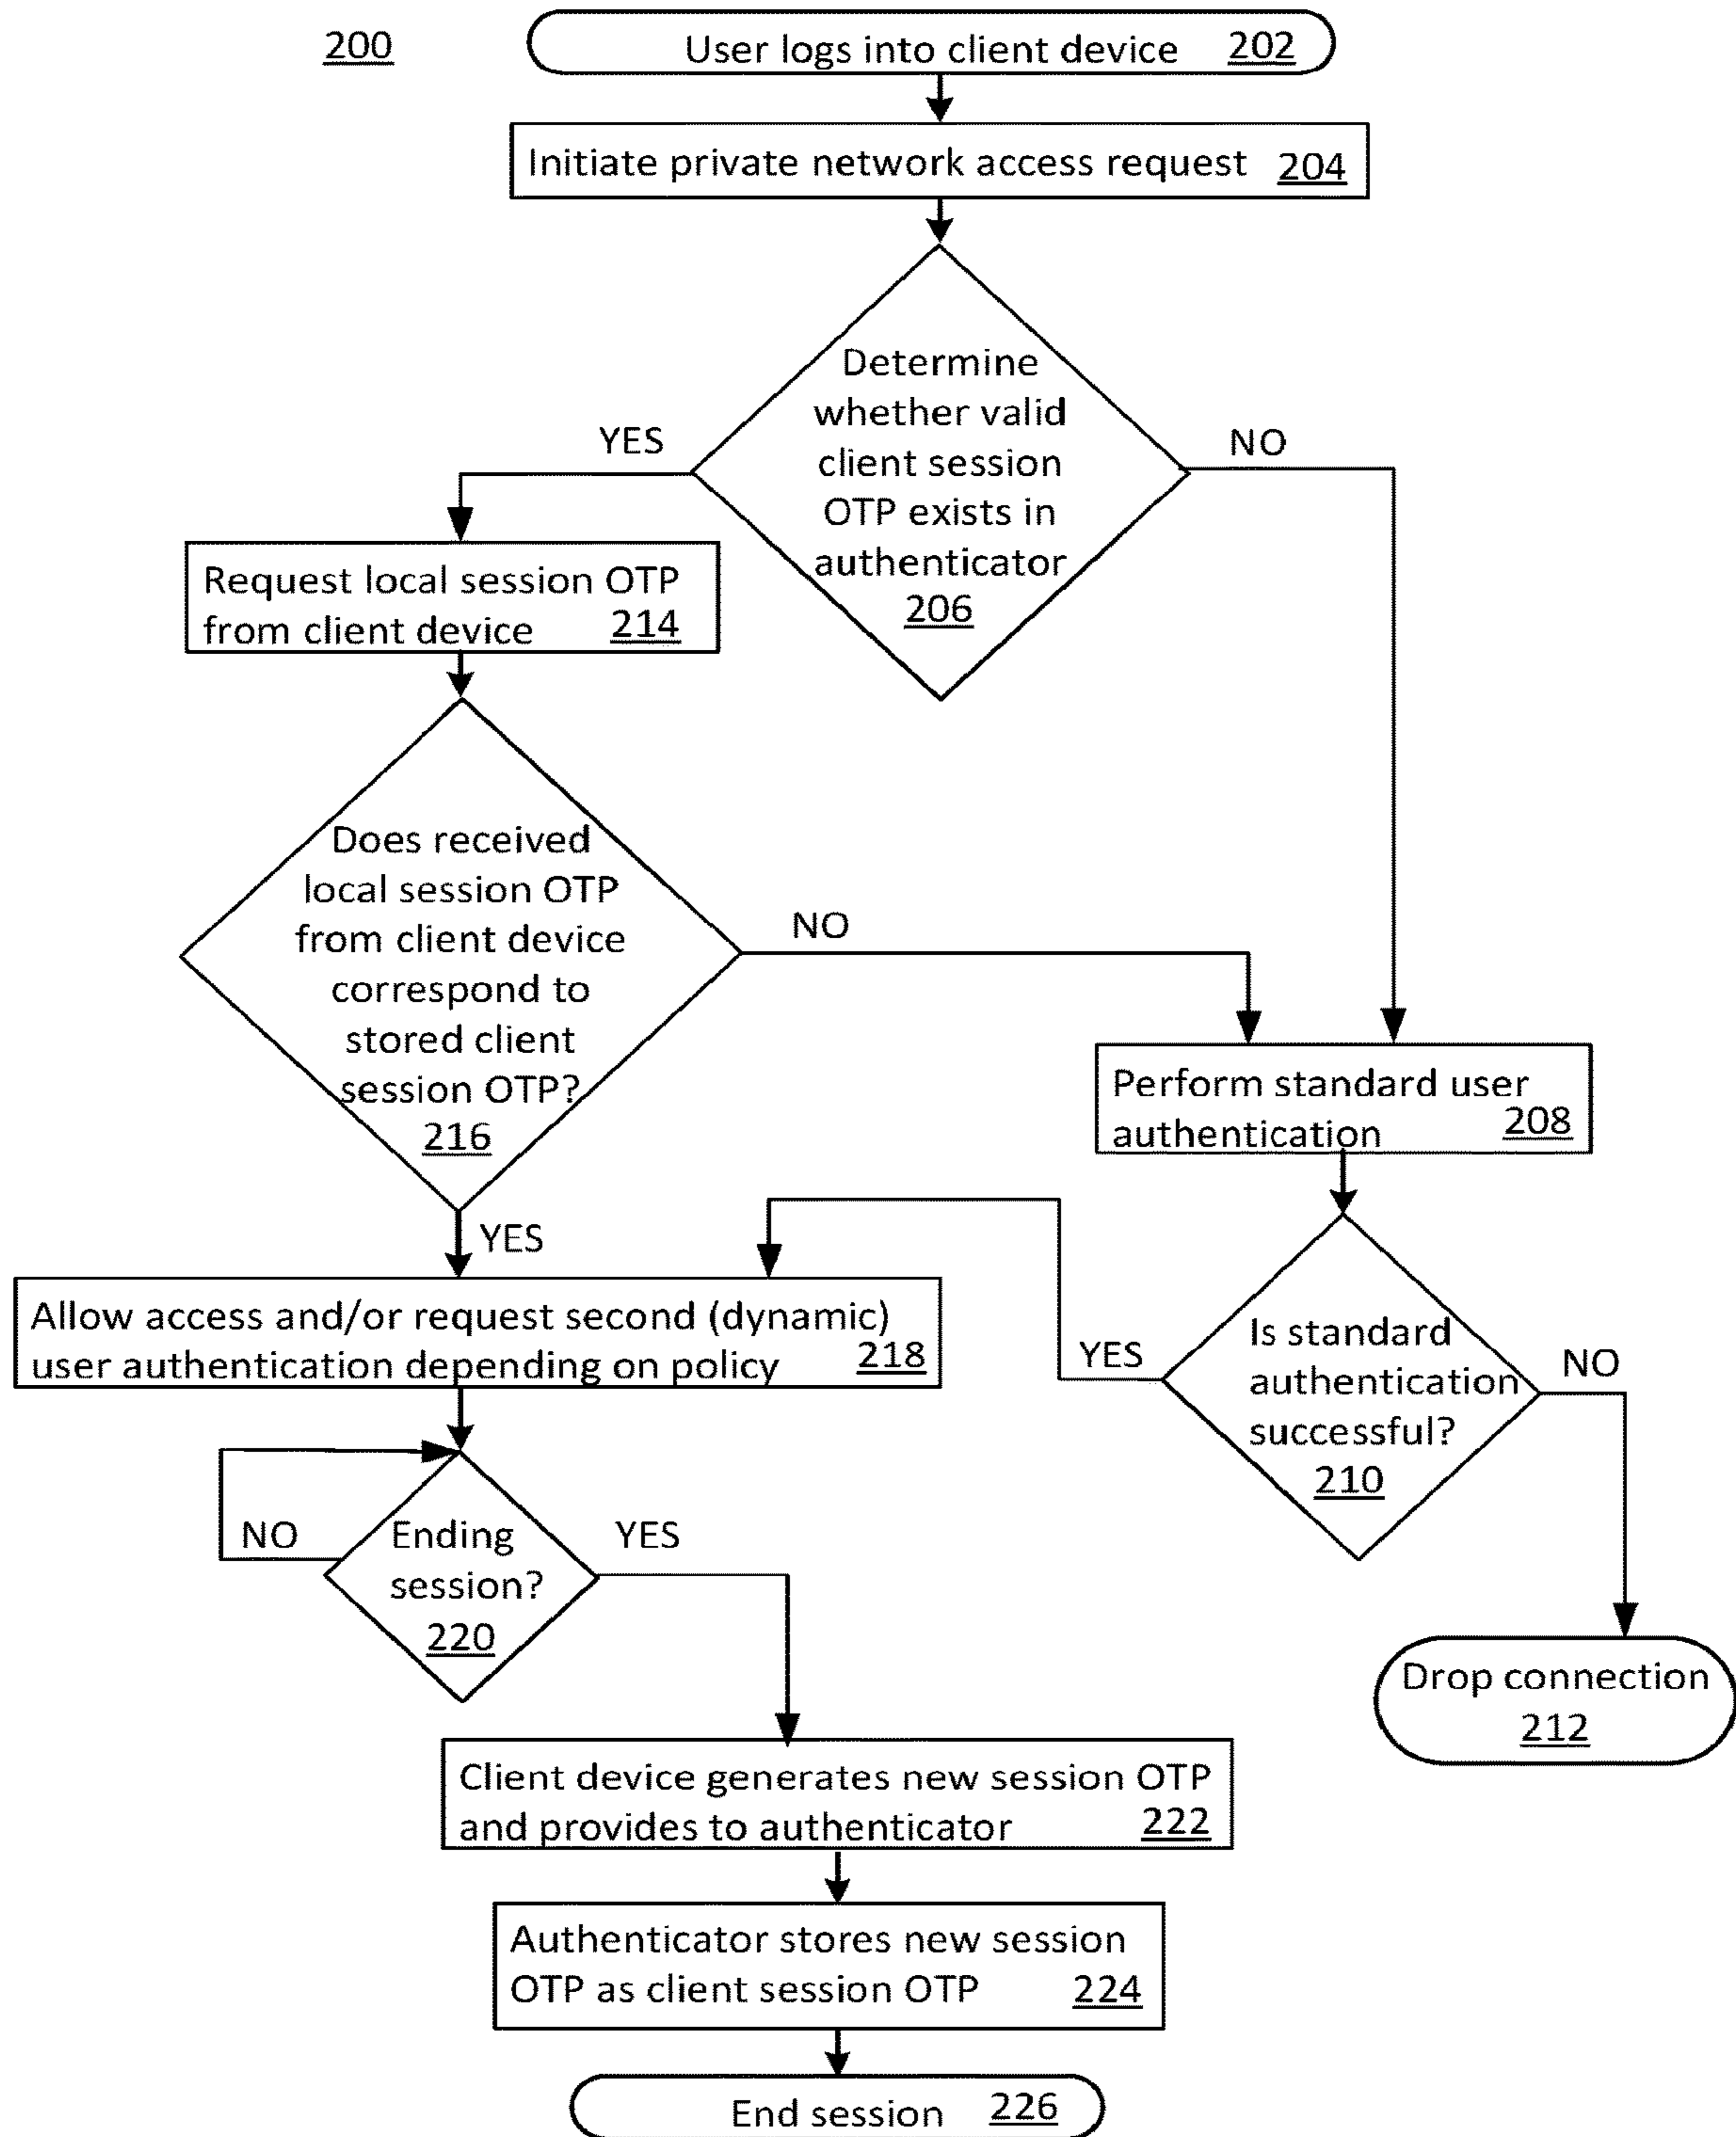 200
User logs into client device 202
Initiate private network access request 204
Determine
whether valid
client session
OTP exists in
authenticator
206
YES
NO
Request local session OTP
from client device 214
Does received
local session OTP
from client device
correspond to
stored client
session OTP?
216
NO
YES
Perform standard user
authentication 208
Is standard
authentication
successful?
210
YES
NO
Drop connection
212
Allow access and/or request second (dynamic)
user authentication depending on policy 218
Ending
session?
220
NO
YES
Client device generates new session OTP
and provides to authenticator 222
Authenticator stores new session
OTP as client session OTP 224
End session 226